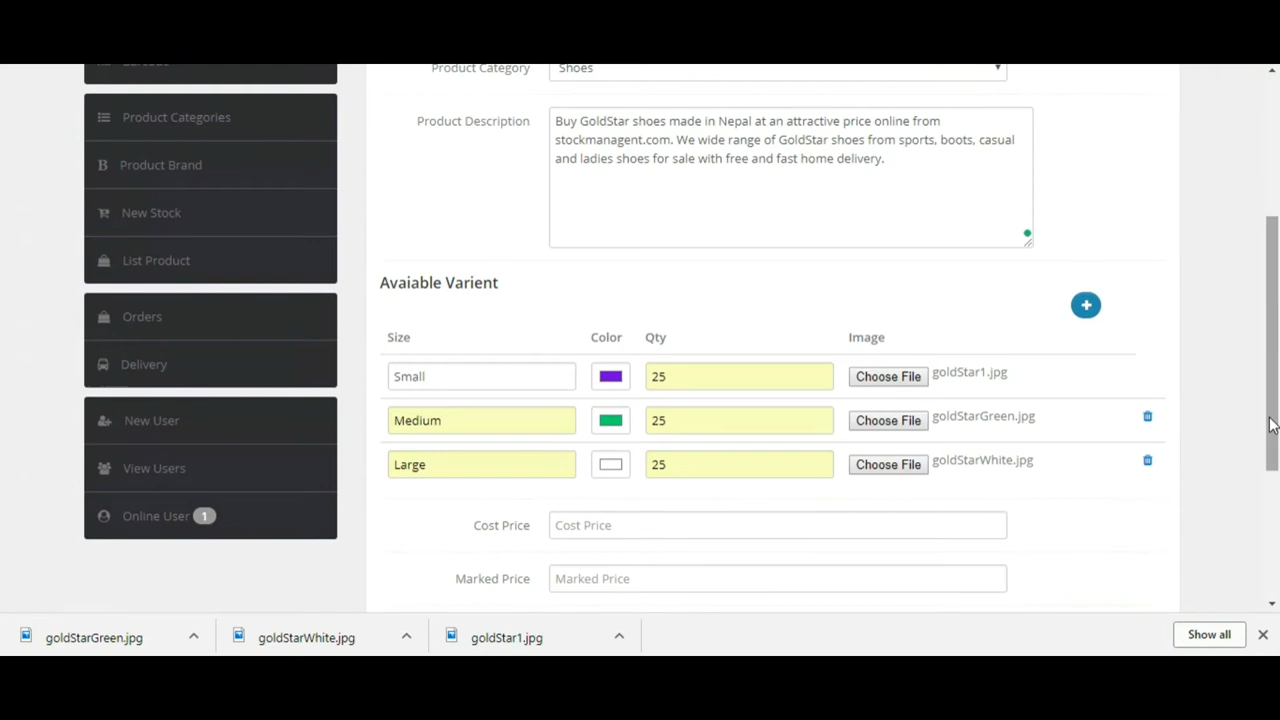 Product Category Shoes
Product Categories
Product Brand
New Stock
List Product
Orders
Delivery
New User
View Users
Online User 1
Product Description
Buy GoldStar shoes made in Nepal at an attractive price online from
stockmanagent.com. We wide range of GoldStar shoes from sports, boots, casual
and ladies shoes for sale with free and fast home delivery.
Avaiable Varient
Size Color Qty Image
Small 25 Choose File goldStar1.jpg
Medium 25 Choose File goldStarGreen.jpg
Large 25 Choose File goldStarWhite.jpg
Cost Price Cost Price
Marked Price Marked Price
goldStarGreen.jpg goldStarWhite.jpg goldStar1.jpg Show all